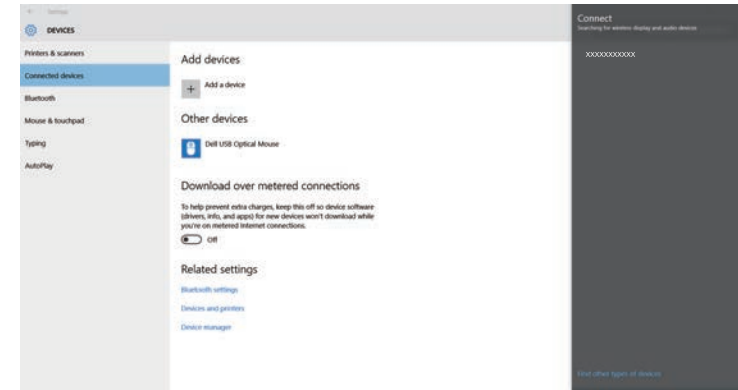 Settings
DEVICES
Printers & scanners
Connected devices
Bluetooth
Mouse & touchpad
Typing
AutoPlay
Add devices
Add a device
Other devices
Dell USB Optical Mouse
Download over metered connections
To help prevent extra charges, keep this off so device software
(drivers, info, and apps) for new devices won't download while
you're on metered Internet connections.
Off
Related settings
Bluetooth settings
Devices and printers
Device manager
Connect
Searching for wireless display and audio devices
XXXXXXXXXXX
Find other types of devices